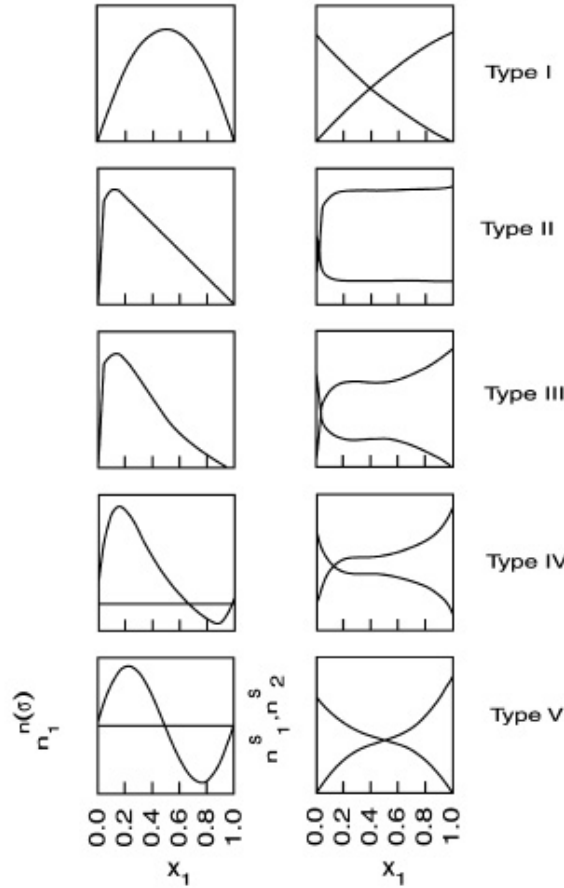 Type I
Type II
Type III
Type IV
Type V
n₁ⁿ⁽ᵟ⁾
n₁ˢ, n₂ˢ
0.0 0.2 0.4 0.6 0.8 1.0
0.0 0.2 0.4 0.6 0.8 1.0
X₁
X₁